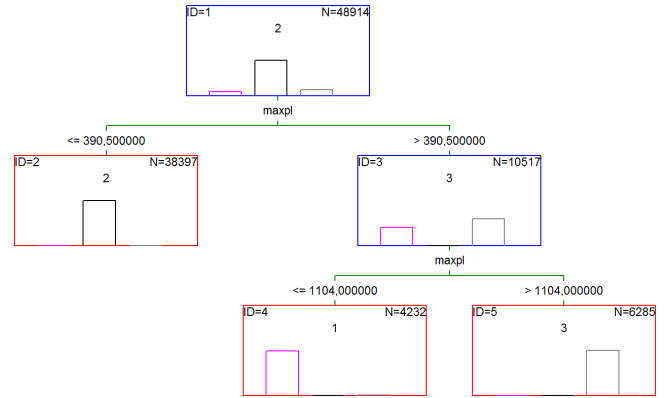 ID=1 N=48914
2
maxpl
<= 390,500000 > 390,500000
ID=2 N=38397 ID=3 N=10517
2 3
maxpl
<= 1104,000000 > 1104,000000
ID=4 N=4232 ID=5 N=6285
1 3